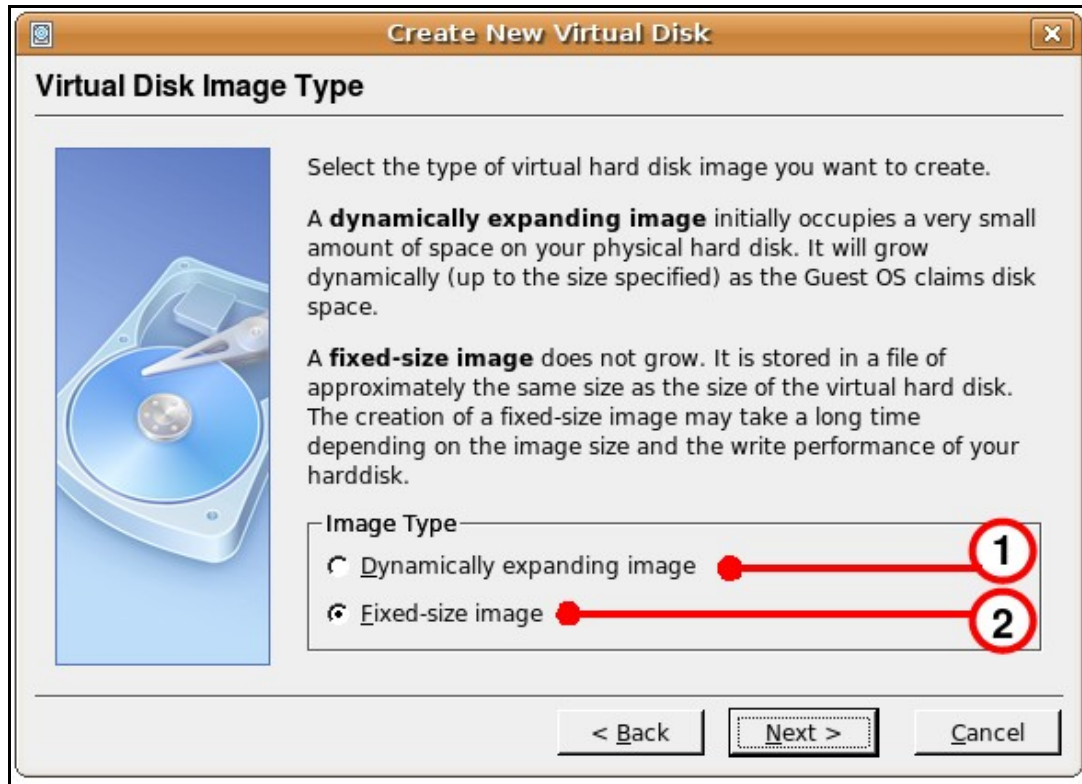 Create New Virtual Disk
Virtual Disk Image Type
Select the type of virtual hard disk image you want to create.
A dynamically expanding image initially occupies a very small
amount of space on your physical hard disk. It will grow
dynamically (up to the size specified) as the Guest OS claims disk
space.
A fixed-size image does not grow. It is stored in a file of
approximately the same size as the size of the virtual hard disk.
The creation of a fixed-size image may take a long time
depending on the image size and the write performance of your
harddisk.
Image Type
Dynamically expanding image 1
Fixed-size image 2
< Back Next > Cancel